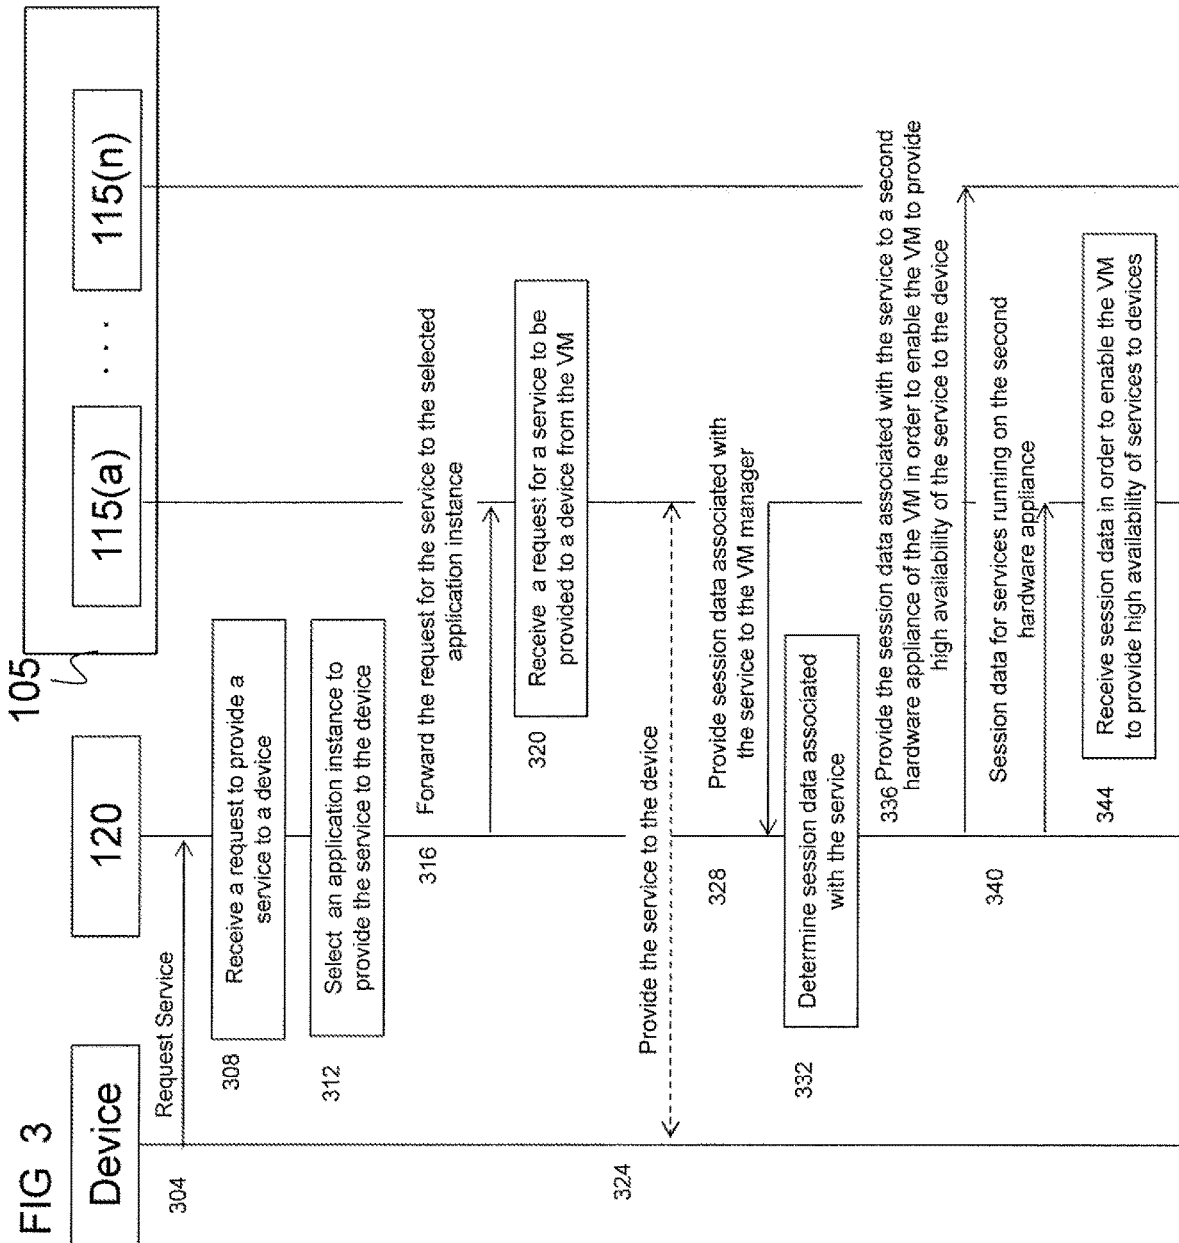 FIG 3
Device
120
105
115(a)
. . .
115(n)
304
Request Service
308
Receive a request to provide a
service to a device
312
Select an application instance to
provide the service to the device
316
Forward the request for the service to the selected
application instance
320
Receive a request for a service to be
provided to a device from the VM
324
Provide the service to the device
328
Provide session data associated with
the service to the VM manager
332
Determine session data associated
with the service
336 Provide the session data associated with the service to a second
hardware appliance of the VM in order to enable the VM to provide
high availability of the service to the device
340
Session data for services running on the second
hardware appliance
344
Receive session data in order to enable the VM
to provide high availability of services to devices